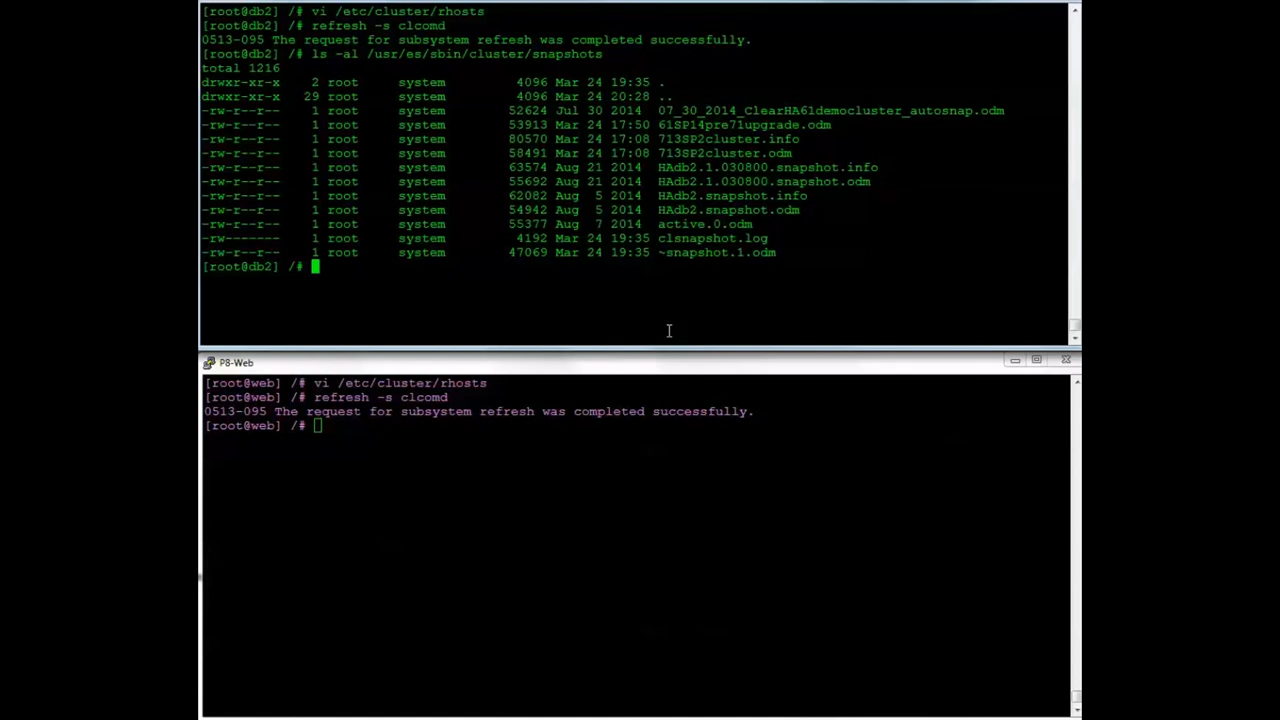 [root@db2] /# vi /etc/cluster/rhosts
[root@db2] /# refresh -s clcomd
0513-095 The request for subsystem refresh was completed successfully.
[root@db2] /# ls -al /usr/es/sbin/cluster/snapshots
total 1216
drwxr-xr-x 2 root system 4096 Mar 24 19:35 .
drwxr-xr-x 29 root system 4096 Mar 24 20:28 ..
-rw-r--r-- 1 root system 52624 Jul 30 2014 07_30_2014_ClearHA61democluster_autosnap.odm
-rw-r--r-- 1 root system 53913 Mar 24 17:50 61SP14pre71upgrade.odm
-rw-r--r-- 1 root system 80570 Mar 24 17:08 713SP2cluster.info
-rw-r--r-- 1 root system 58491 Mar 24 17:08 713SP2cluster.odm
-rw-r--r-- 1 root system 63574 Aug 21 2014 HAdb2.1.030800.snapshot.info
-rw-r--r-- 1 root system 55692 Aug 21 2014 HAdb2.1.030800.snapshot.odm
-rw-r--r-- 1 root system 62082 Aug 5 2014 HAdb2.snapshot.info
-rw-r--r-- 1 root system 54942 Aug 5 2014 HAdb2.snapshot.odm
-rw-r--r-- 1 root system 55377 Aug 7 2014 active.0.odm
-rw------- 1 root system 4192 Mar 24 19:35 clsnapshot.log
-rw-r--r-- 1 root system 47069 Mar 24 19:35 ~snapshot.1.odm
[root@db2] /#
P8-Web
[root@web] /# vi /etc/cluster/rhosts
[root@web] /# refresh -s clcomd
0513-095 The request for subsystem refresh was completed successfully.
[root@web] /#